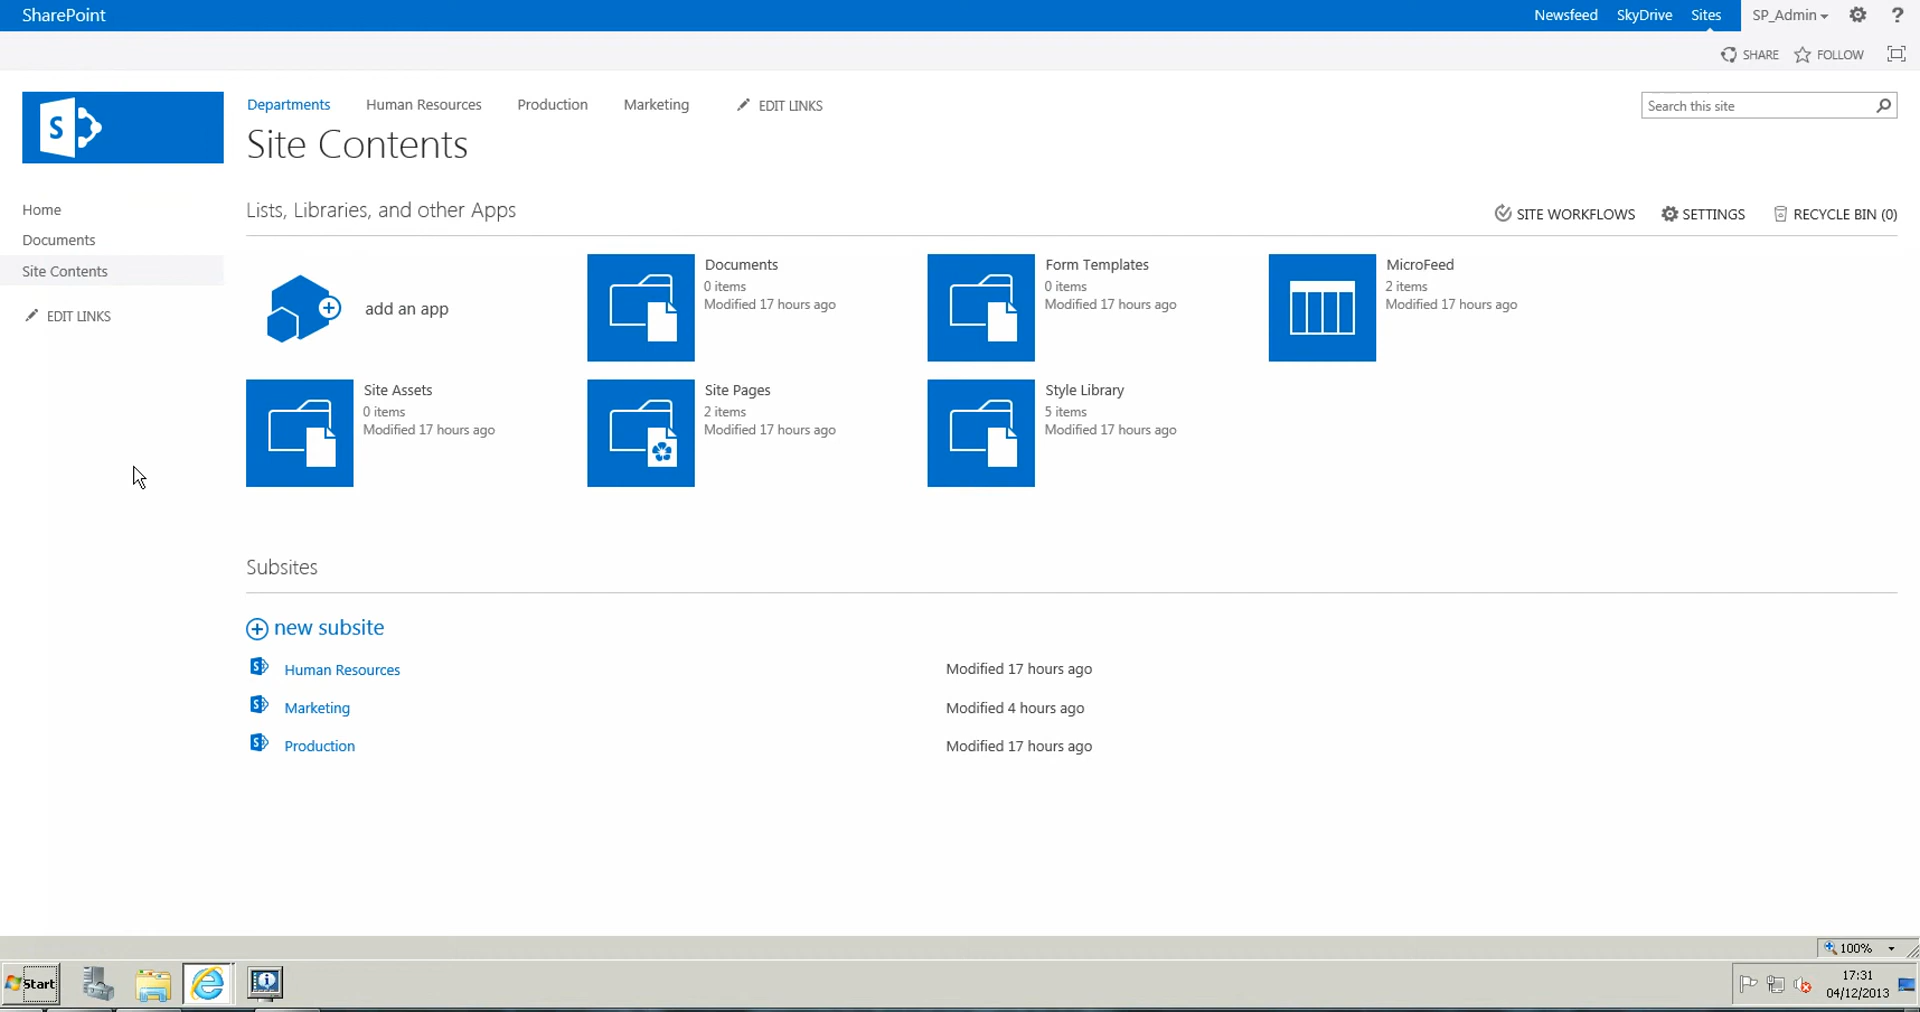 SharePoint
Newsfeed SkyDrive Sites SP_Admin ?
SHARE FOLLOW
S
Departments Human Resources Production Marketing EDIT LINKS
Search this site
Site Contents
Home
Documents
Site Contents
EDIT LINKS
Lists, Libraries, and other Apps
SITE WORKFLOWS SETTINGS RECYCLE BIN (0)
add an app
Documents
0 items
Modified 17 hours ago
Form Templates
0 items
Modified 17 hours ago
MicroFeed
2 items
Modified 17 hours ago
Site Assets
0 items
Modified 17 hours ago
Site Pages
2 items
Modified 17 hours ago
Style Library
5 items
Modified 17 hours ago
Subsites
new subsite
S Human Resources Modified 17 hours ago
S Marketing Modified 4 hours ago
S Production Modified 17 hours ago
100%
Start
17:31
04/12/2013